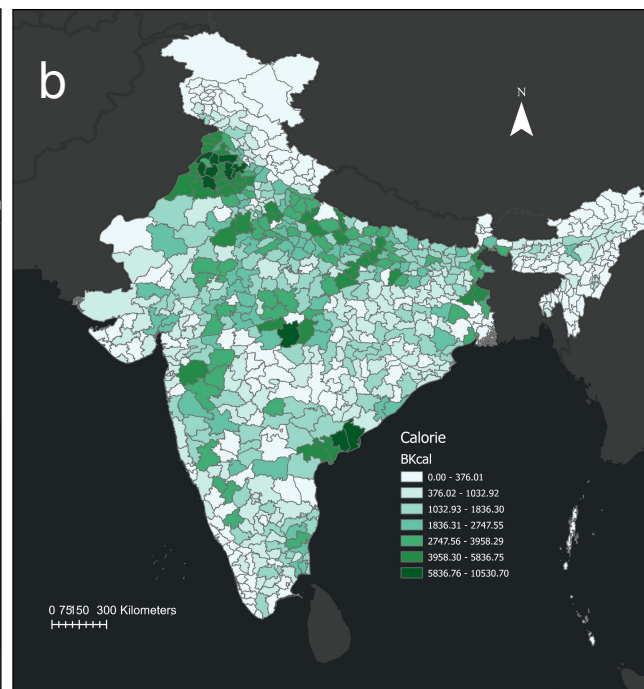 b
N
Calorie
BKcal
0.00 - 376.01
376.02 - 1032.92
1032.93 - 1836.30
1836.31 - 2747.55
2747.56 - 3958.29
3958.30 - 5836.75
5836.76 - 10530.70
0 75150 300 Kilometers